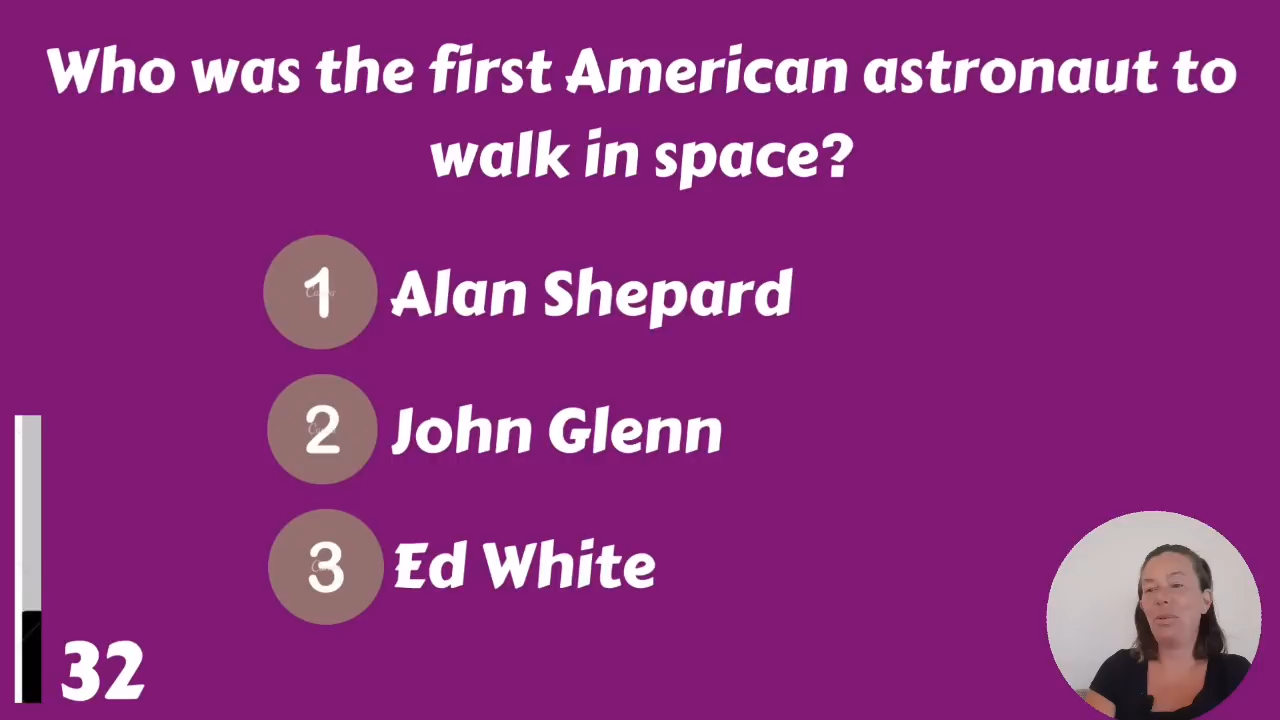 Who was the first American astronaut to
walk in space?
1 Alan Shepard
2 John Glenn
3 Ed White
32